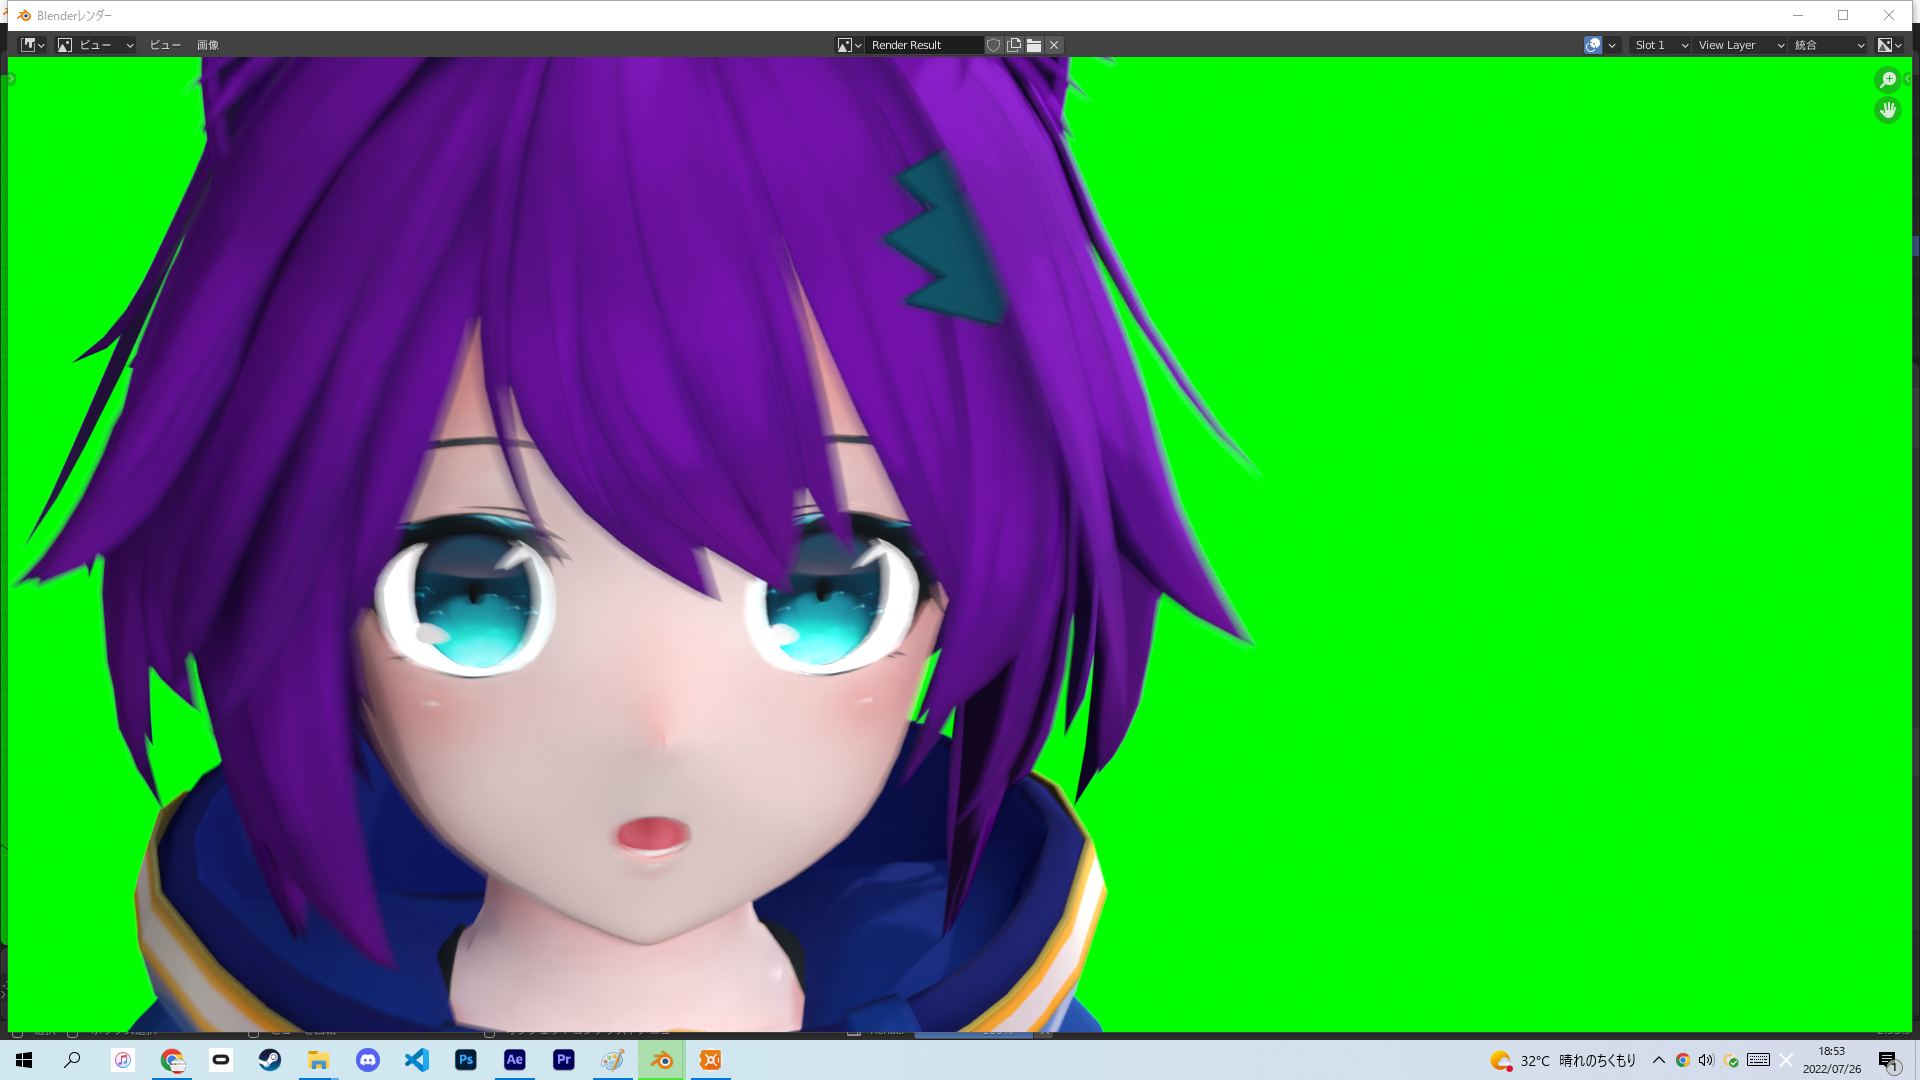 Blenderレンダー
ビュー ビュー 画像 Render Result Slot 1 View Layer 統合
Ps Ae Pr 32°C 晴れのちくもり 18:53
2022/07/26 1